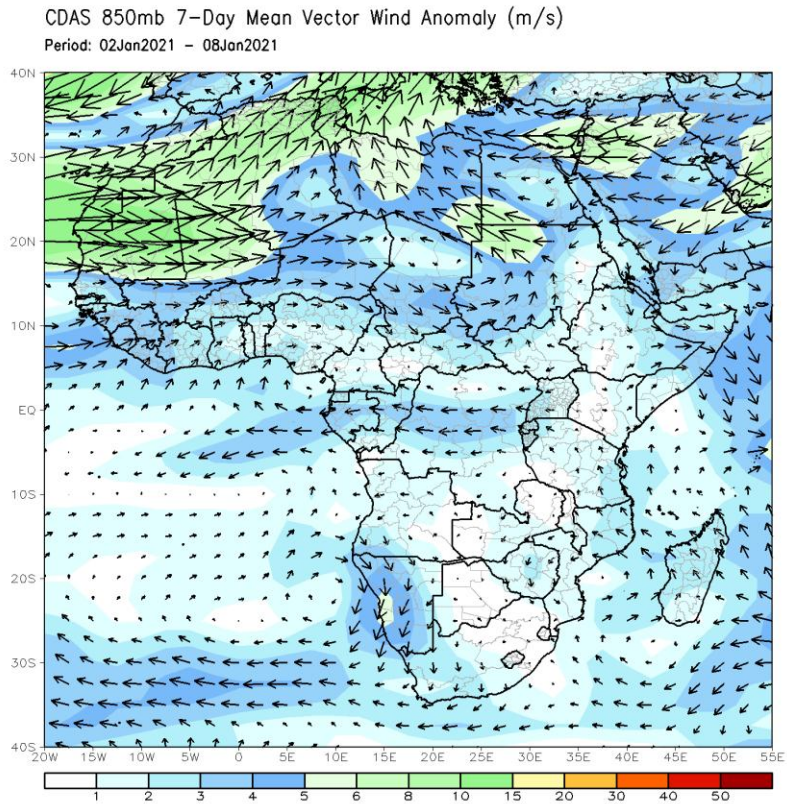 CDAS 850mb 7-Day Mean Vector Wind Anomaly (m/s)
Period: 02Jan2021 - 08Jan2021
40N
30N
20N
10N
EQ
10S
20S
30S
40S
20W 15W 10W 5W 0 5E 10E 15E 20E 25E 30E 35E 40E 45E 50E 55E
1 2 3 4 5 6 8 10 15 20 30 40 50